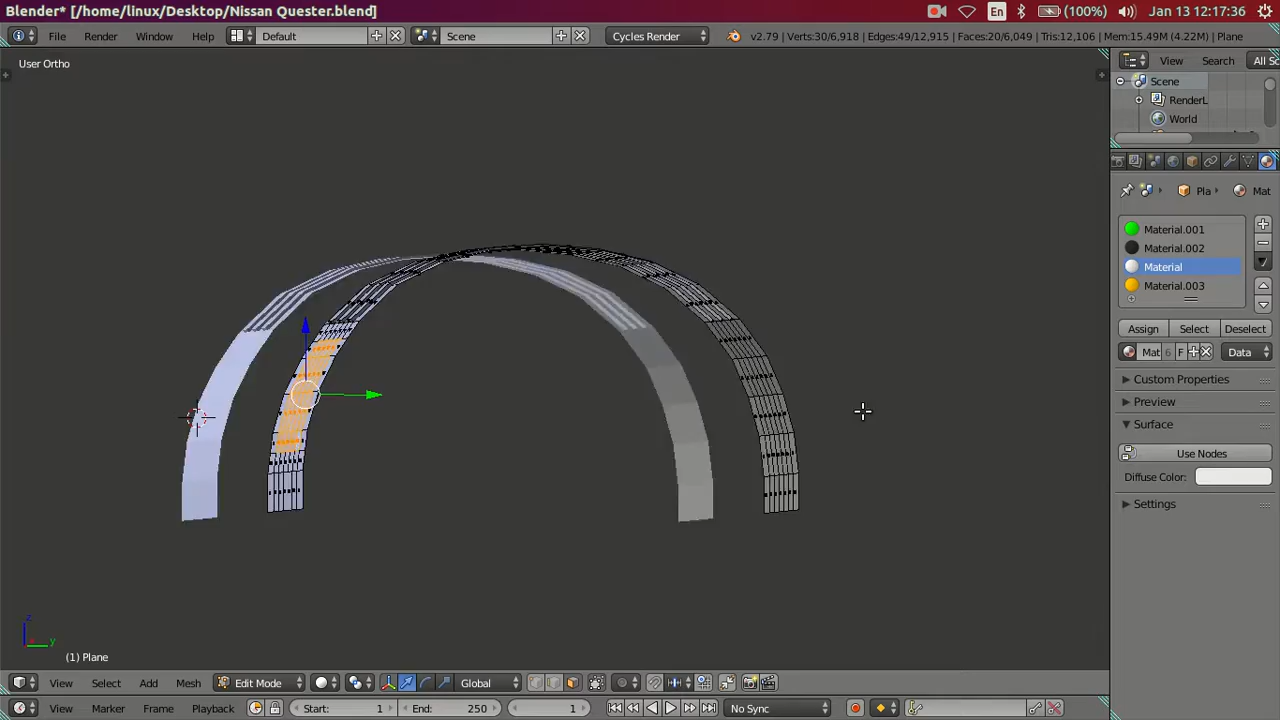 Blender* [/home/linux/Desktop/Nissan Quester.blend]
En (100%) Jan 13 12:17:36
File Render Window Help Default Scene Cycles Render v2.79 | Verts:30/6,918 | Edges:49/12,915 | Faces:20/6,049 | Tris:12,106 | Mem:15.49M (4.22M) | Plane
User Ortho
View Search All Sc
Scene
RenderL
World
Pla Mat
Material.001
Material.002
Material
Material.003
Assign Select Deselect
Mat 6 F Data
Custom Properties
Preview
Surface
Use Nodes
Diffuse Color:
Settings
z
y
(1) Plane
View Select Add Mesh Edit Mode Global
View Marker Frame Playback Start: 1 End: 250 1 No Sync